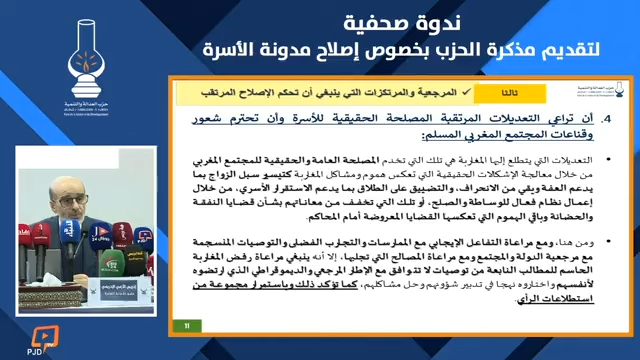 ندوة صحفية
لتقديم مذكرة الحزب بخصوص إصلاح مدونة الأسرة
حزب العدالة والتنمية
ثالثا
✓ المرجعية والمرتكزات التي ينبغي أن تحكم الإصلاح المرتقب
4. أن تراعي التعديلات المرتقبة المصلحة الحقيقية للأسرة وأن تحترم شعور
وقناعات المجتمع المغربي المسلم:
• التعديلات التي يتطلع إليها المغاربة هي تلك التي تخدم المصلحة العامة والحقيقية للمجتمع المغربي
من خلال معالجة الإشكالات الحقيقية التي تعكس هموم ومشاكل المغاربة كتيسير سبل الزواج بما
يدعم العفة ويقي من الانحراف، والتضييق على الطلاق بما يدعم الاستقرار الأسري، من خلال
إعمال نظام فعال للوساطة والصلح، أو تلك التي تخفف من معاناتهم بشأن قضايا النفقة
والحضانة وباقي الهموم التي تعكسها القضايا المعروضة أمام المحاكم.
• ومن هنا، ومع مراعاة التفاعل الإيجابي مع الممارسات والتجارب الفضلى والتوصيات المنسجمة
مع مرجعية الدولة والمجتمع ومع مراعاة المصالح التي تجلبها، إلا أنه ينبغي مراعاة رفض المغاربة
الحاسم للمطالب النابعة من توصيات لا تتوافق مع الإطار المرجعي والديموقراطي الذي ارتضوه
لأنفسهم واختاروه نهجا في تدبير شؤونهم وحل مشاكلهم، كما تؤكد ذلك وباستمرار مجموعة من
استطلاعات الرأي.
11
PJD